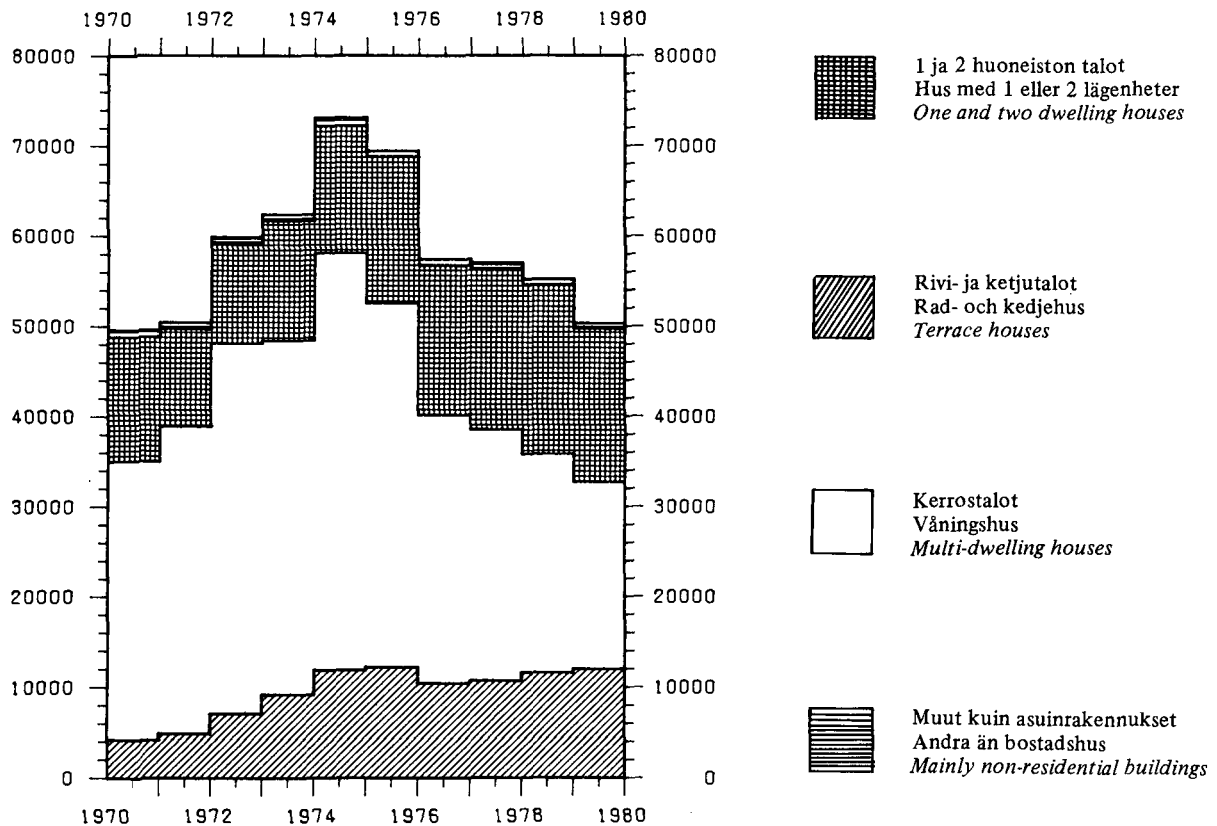 1970 1972 1974 1976 1978 1980
80000 80000
70000 70000
60000 60000
50000 50000
40000 40000
30000 30000
20000 20000
10000 10000
0 0
1970 1972 1974 1976 1978 1980
1 ja 2 huoneiston talot
Hus med 1 eller 2 lägenheter
One and two dwelling houses
Rivi- ja ketjutalot
Rad- och kedjehus
Terrace houses
Kerrostalot
Våningshus
Multi-dwelling houses
Muut kuin asuinrakennukset
Andra än bostadshus
Mainly non-residential buildings